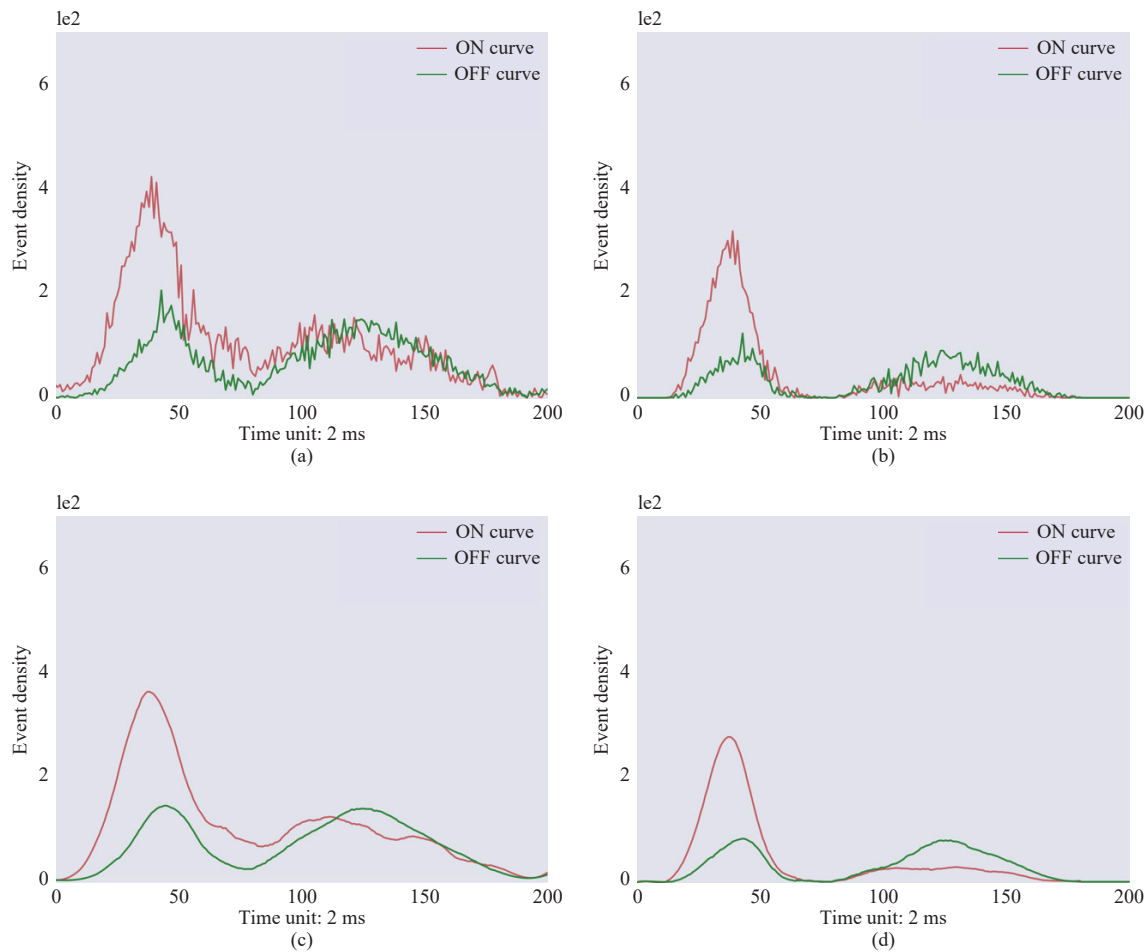 le2
ON curve
OFF curve
6
4
2
0
Event density
0 50 100 150 200
Time unit: 2 ms
(a)
le2
ON curve
OFF curve
6
4
2
0
Event density
0 50 100 150 200
Time unit: 2 ms
(b)
le2
ON curve
OFF curve
6
4
2
0
Event density
0 50 100 150 200
Time unit: 2 ms
(c)
le2
ON curve
OFF curve
6
4
2
0
Event density
0 50 100 150 200
Time unit: 2 ms
(d)